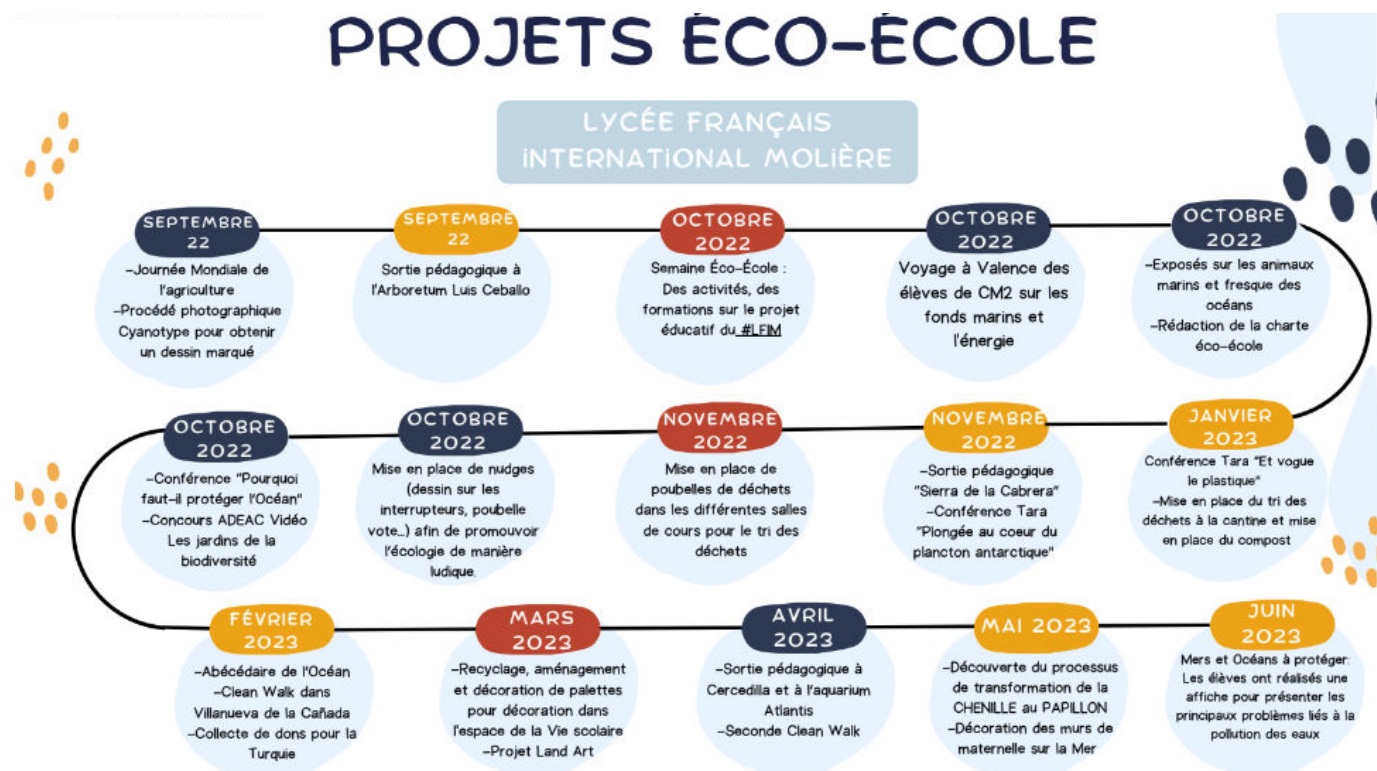 PROJETS ÉCO-ÉCOLE
LYCÉE FRANÇAIS
INTERNATIONAL MOLIÈRE
SEPTEMBRE
22
-Journée Mondiale de
l'agriculture
-Procédé photographique
Cyanotype pour obtenir
un dessin marqué
SEPTEMBRE
22
Sortie pédagogique à
l'Arboretum Luis Ceballo
OCTOBRE
2022
Semaine Éco-École :
Des activités, des
formations sur le projet
éducatif du #LFIM
OCTOBRE
2022
Voyage à Valence des
élèves de CM2 sur les
fonds marins et
l'énergie
OCTOBRE
2022
-Exposés sur les animaux
marins et fresque des
océans
-Rédaction de la charte
éco-école
OCTOBRE
2022
-Conférence "Pourquoi
faut-il protéger l'Océan"
-Concours ADEAC Vidéo
Les jardins de la
biodiversité
OCTOBRE
2022
Mise en place de nudges
(dessin sur les
interrupteurs, poubelle
vote...) afin de promouvoir
l'écologie de manière
ludique.
NOVEMBRE
2022
Mise en place de
poubelles de déchets
dans les différentes salles
de cours pour le tri des
déchets
NOVEMBRE
2022
-Sortie pédagogique
"Sierra de la Cabrera"
-Conférence Tara
"Plongée au coeur du
plancton antarctique"
JANVIER
2023
Conférence Tara "Et vogue
le plastique"
-Mise en place du tri des
déchets à la cantine et mise
en place du compost
FÉVRIER
2023
-Abécédaire de l'Océan
-Clean Walk dans
Villanueva de la Cañada
-Collecte de dons pour la
Turquie
MARS
2023
-Recyclage, aménagement
et décoration de palettes
pour décoration dans
l'espace de la Vie scolaire
-Projet Land Art
AVRIL
2023
-Sortie pédagogique à
Cercedilla et à l'aquarium
Atlantis
-Seconde Clean Walk
MAI 2023
-Découverte du processus
de transformation de la
CHENILLE au PAPILLON
-Décoration des murs de
maternelle sur la Mer
JUIN
2023
Mers et Océans à protéger:
Les élèves ont réalisés une
affiche pour présenter les
principaux problèmes liés à la
pollution des eaux